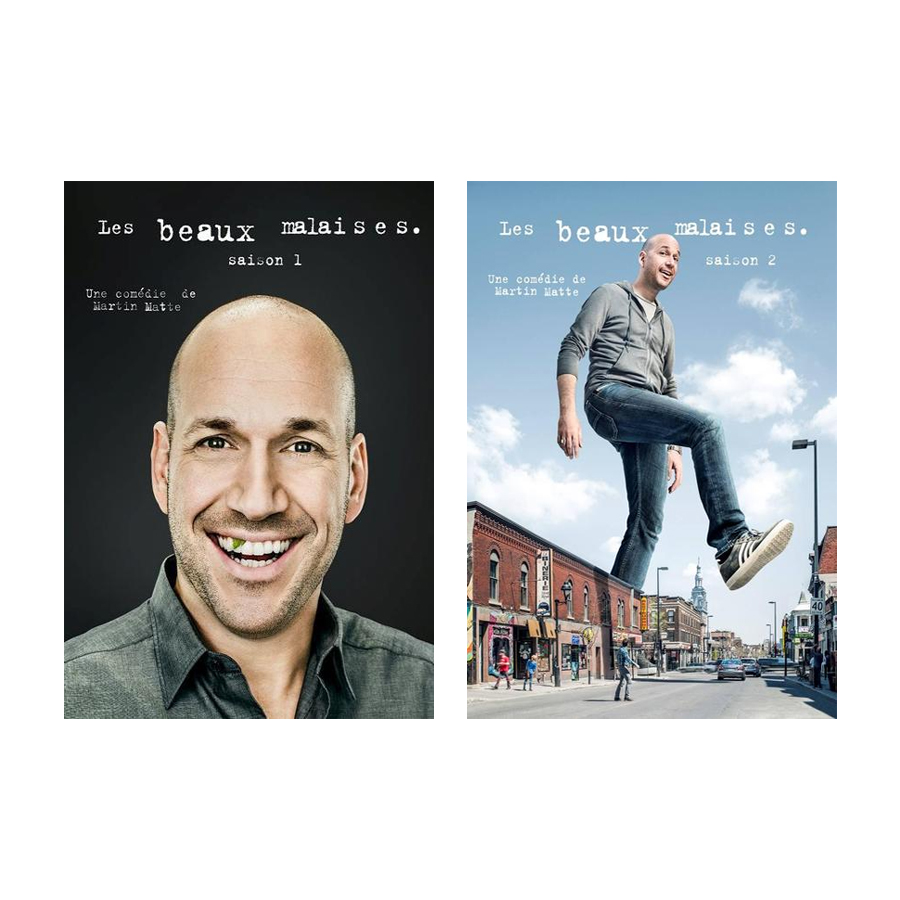 Les beaux malaises.
saison 1
Une comédie de
Martin Matte
Les beaux malaises.
saison 2
Une comédie de
Martin Matte
BINERIE
40